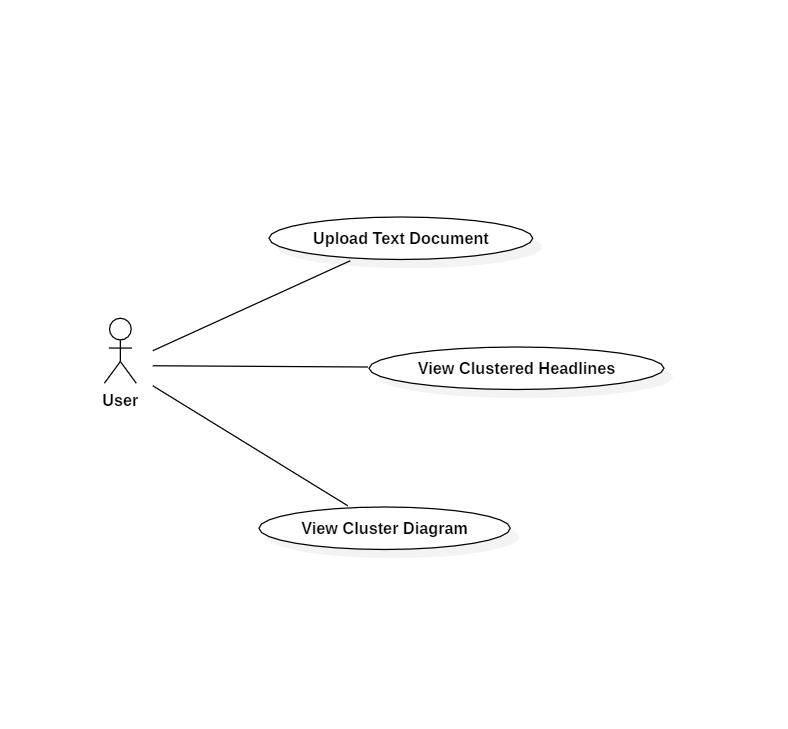 Upload Text Document
View Clustered Headlines
User
View Cluster Diagram